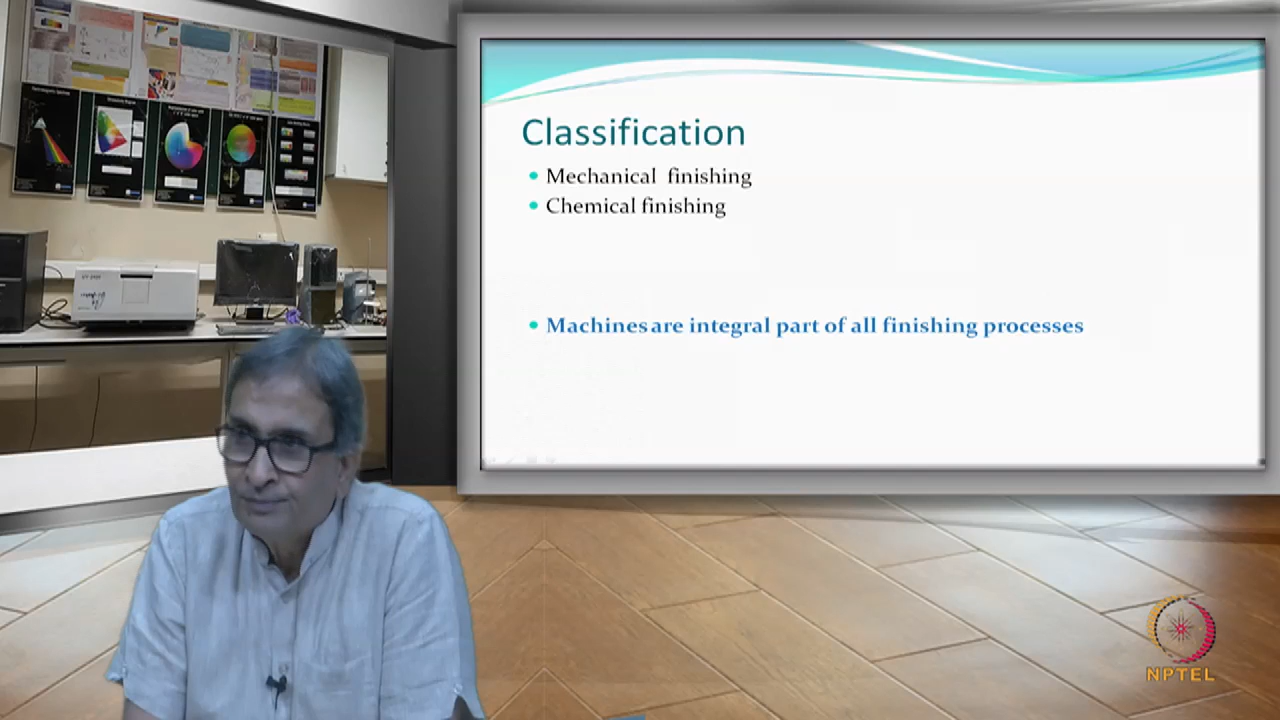 Classification
Mechanical finishing
Chemical finishing
Machines are integral part of all finishing processes
NPTEL